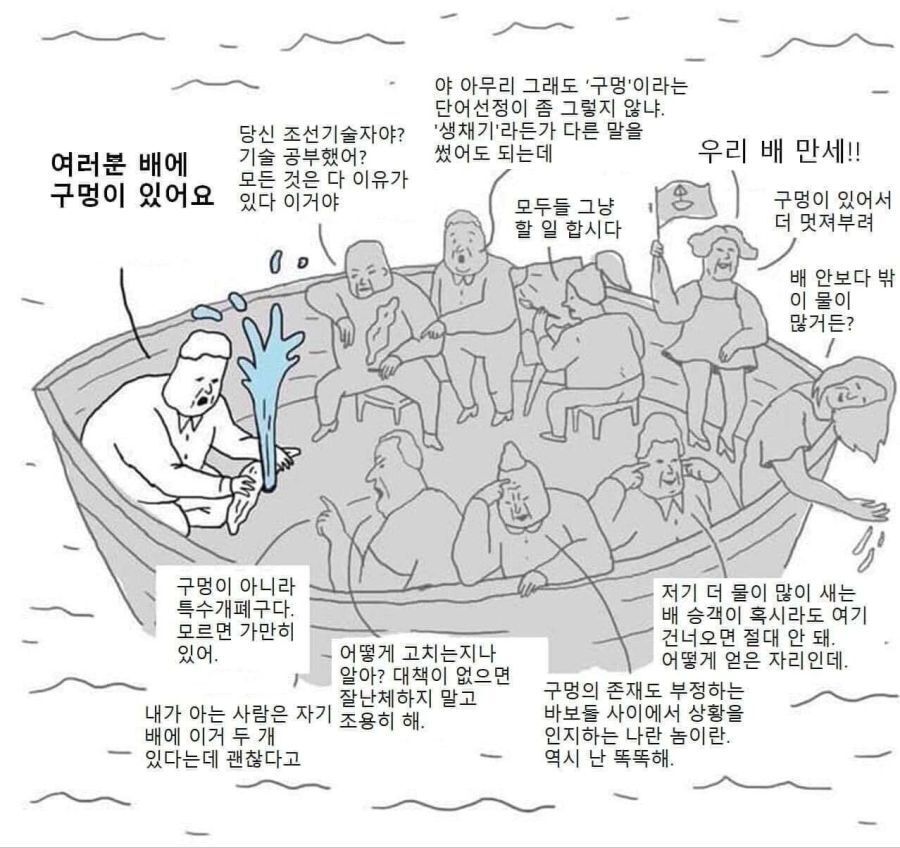 여러분 배에
구멍이 있어요
당신 조선기술자야?
기술 공부했어?
모든 것은 다 이유가
있다 이거야
야 아무리 그래도 '구멍'이라는
단어선정이 좀 그렇지 않냐.
'생채기'라든가 다른 말을
썼어도 되는데
모두들 그냥
할 일 합시다
우리 배 만세!!
구멍이 있어서
더 멋져부려
배 안보다 밖
이 물이
많거든?
구멍이 아니라
특수개폐구다.
모르면 가만히
있어.
내가 아는 사람은 자기
배에 이거 두 개
있다는데 괜찮다고
어떻게 고치는지나
알아? 대책이 없으면
잘난체하지 말고
조용히 해.
구멍의 존재도 부정하는
바보들 사이에서 상황을
인지하는 나란 놈이란.
역시 난 똑똑해.
저기 더 물이 많이 새는
배 승객이 혹시라도 여기
건너오면 절대 안 돼.
어떻게 얻은 자리인데.